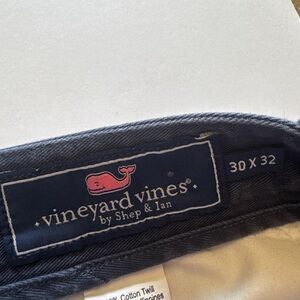 vineyard vines®
by Shep & Ian
30 X 32
Cotton Twill